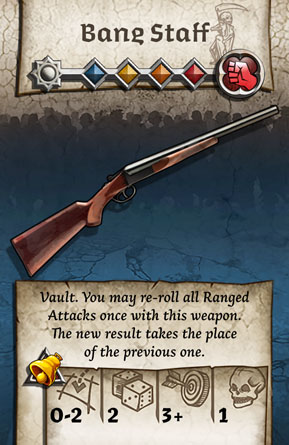 Bang Staff
Vault. You may re-roll all Ranged
Attacks once with this weapon.
The new result takes the place
of the previous one.
0-2 2 3+ 1